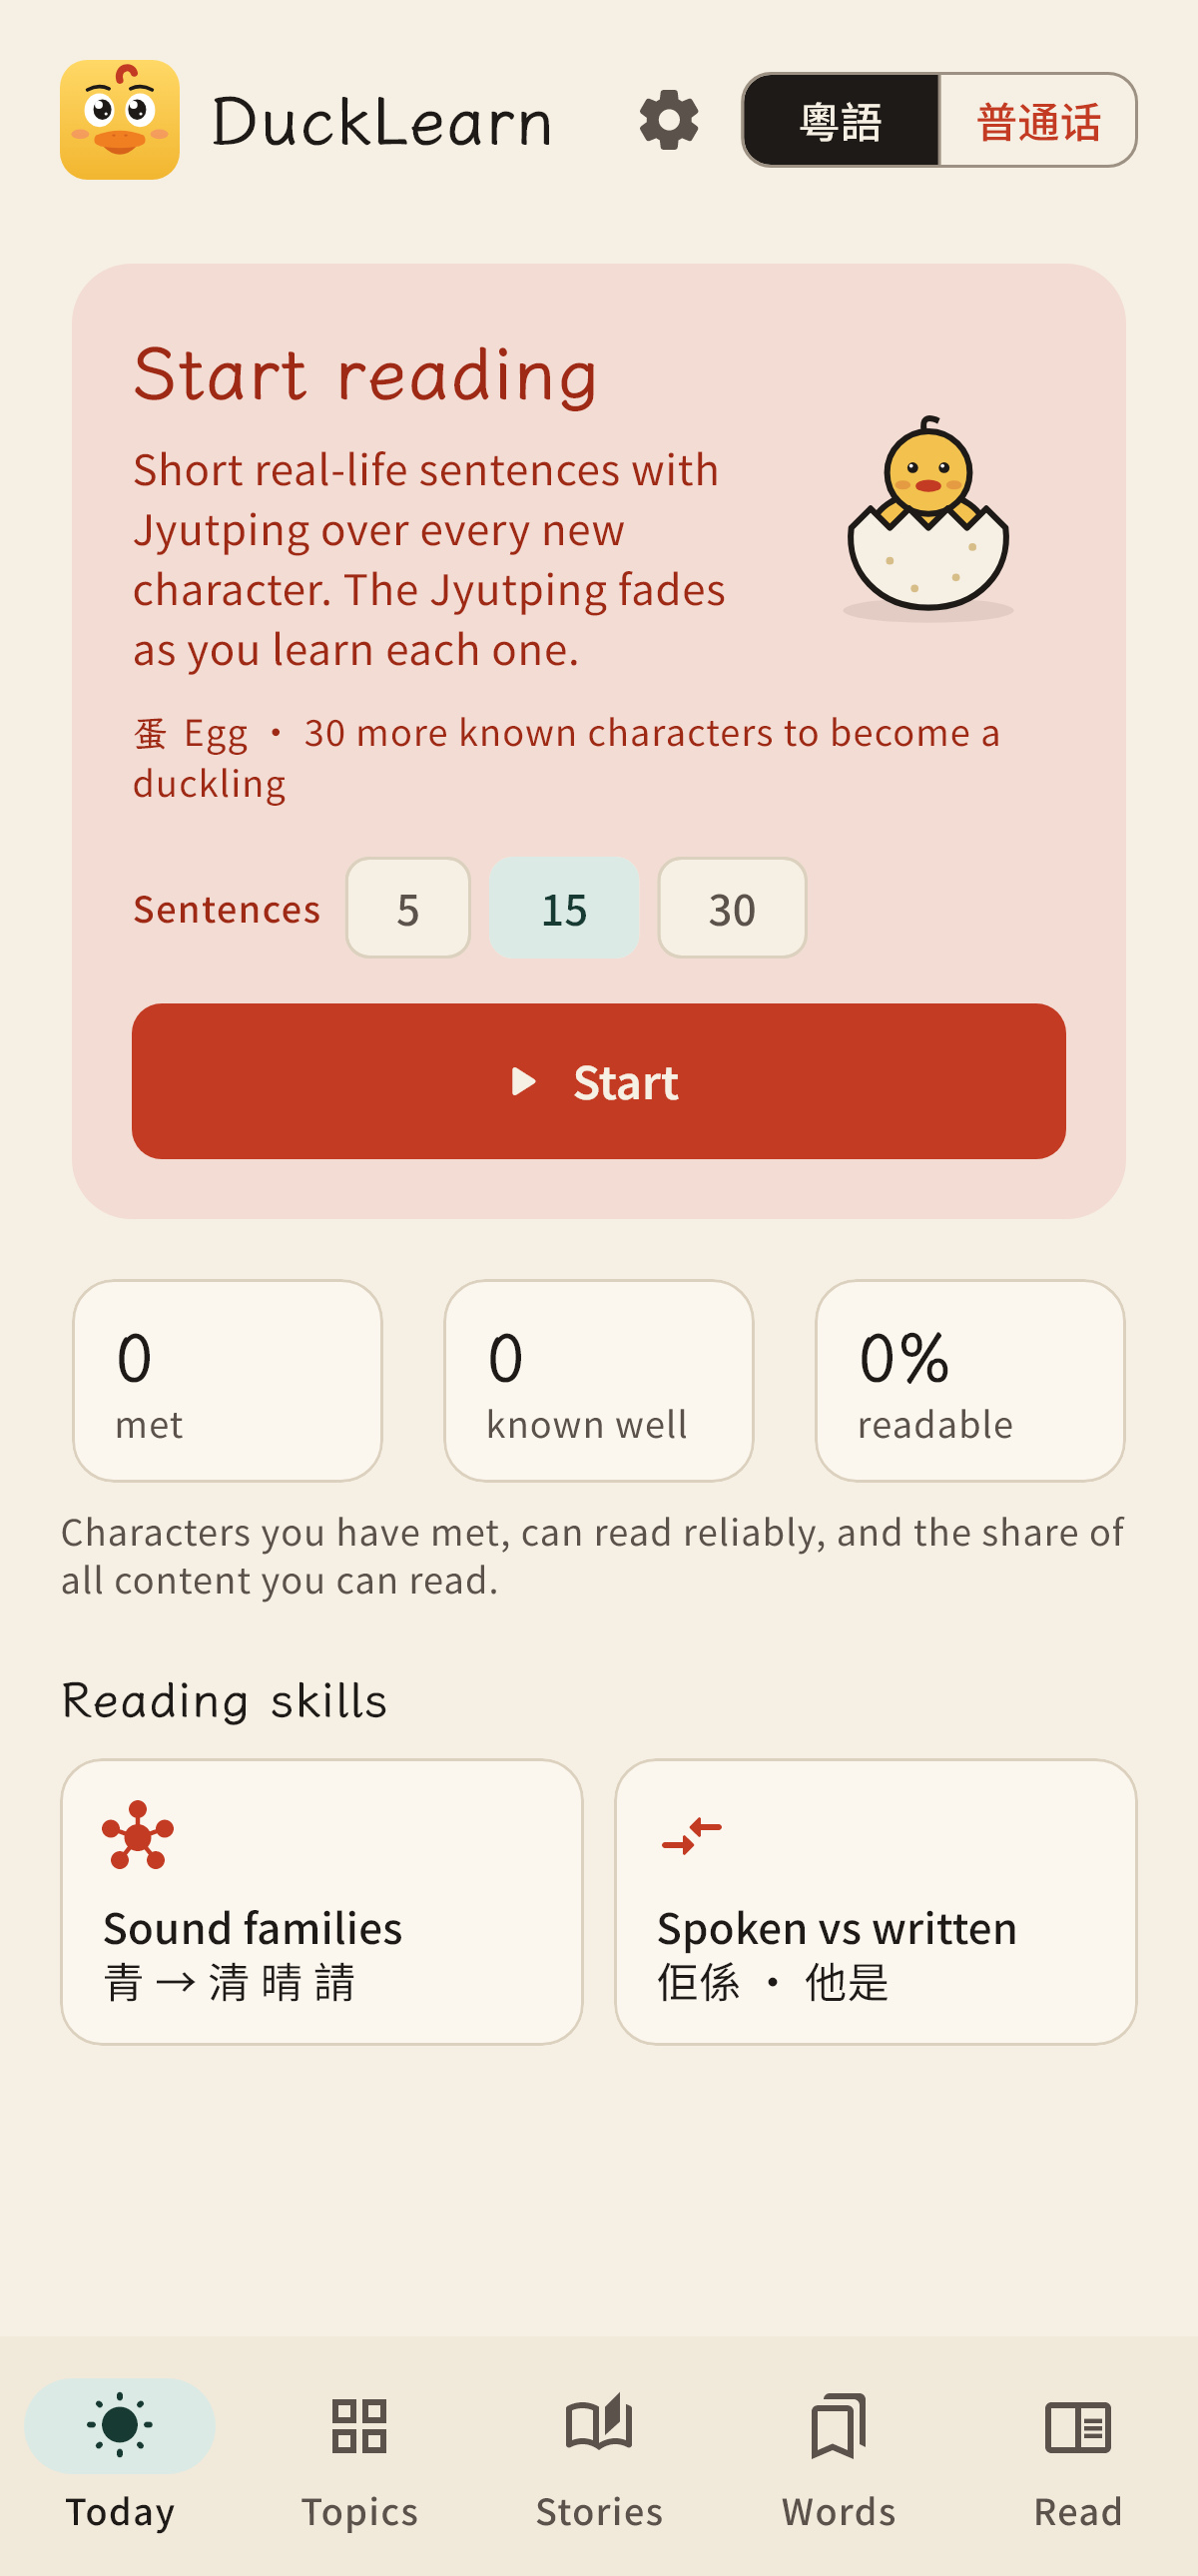 DuckLearn
粵語
普通话
Start reading
Short real-life sentences with
Jyutping over every new
character. The Jyutping fades
as you learn each one.
蛋 Egg · 30 more known characters to become a
duckling
Sentences 5 15 30
Start
0
met
0
known well
0%
readable
Characters you have met, can read reliably, and the share of
all content you can read.
Reading skills
Sound families
青 → 清 晴 請
Spoken vs written
佢係 · 他是
Today
Topics
Stories
Words
Read